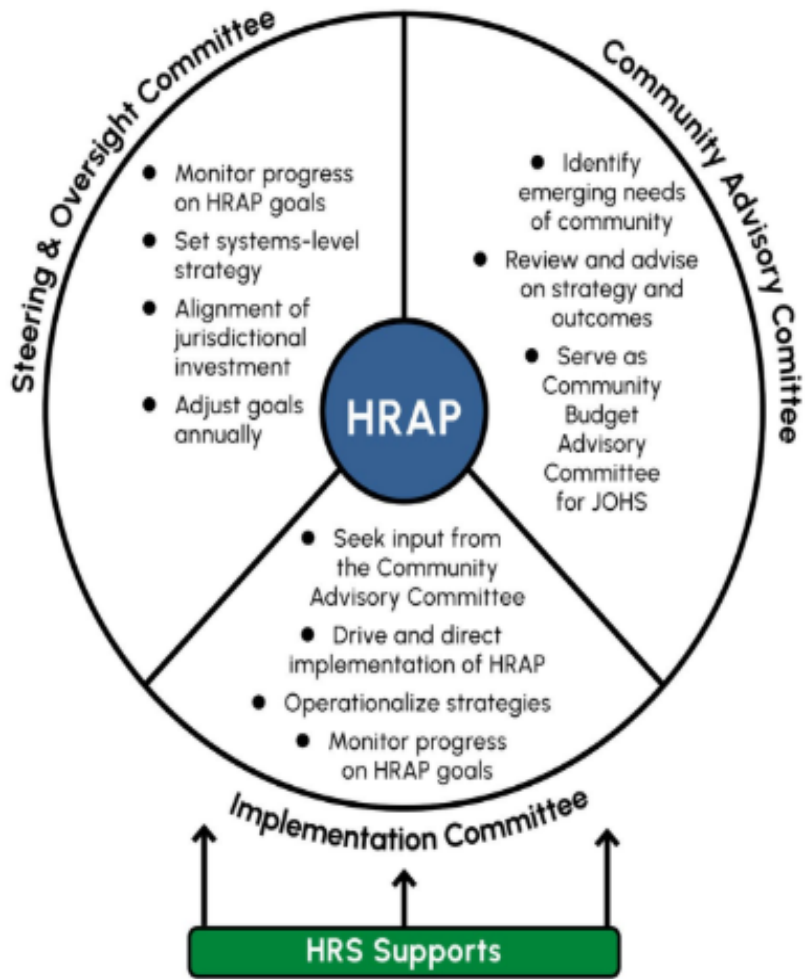 Steering & Oversight Committee
● Monitor progress
on HRAP goals
● Set systems-level
strategy
● Alignment of
jurisdictional
investment
● Adjust goals
annually
Community Advisory Comittee
● Identify
emerging needs
of community
● Review and advise
on strategy and
outcomes
● Serve as
Community
Budget
Advisory
Committee
for JOHS
HRAP
● Seek input from
the Community
Advisory Committee
● Drive and direct
implementation of HRAP
● Operationalize strategies
● Monitor progress
on HRAP goals
Implementation Committee
HRS Supports